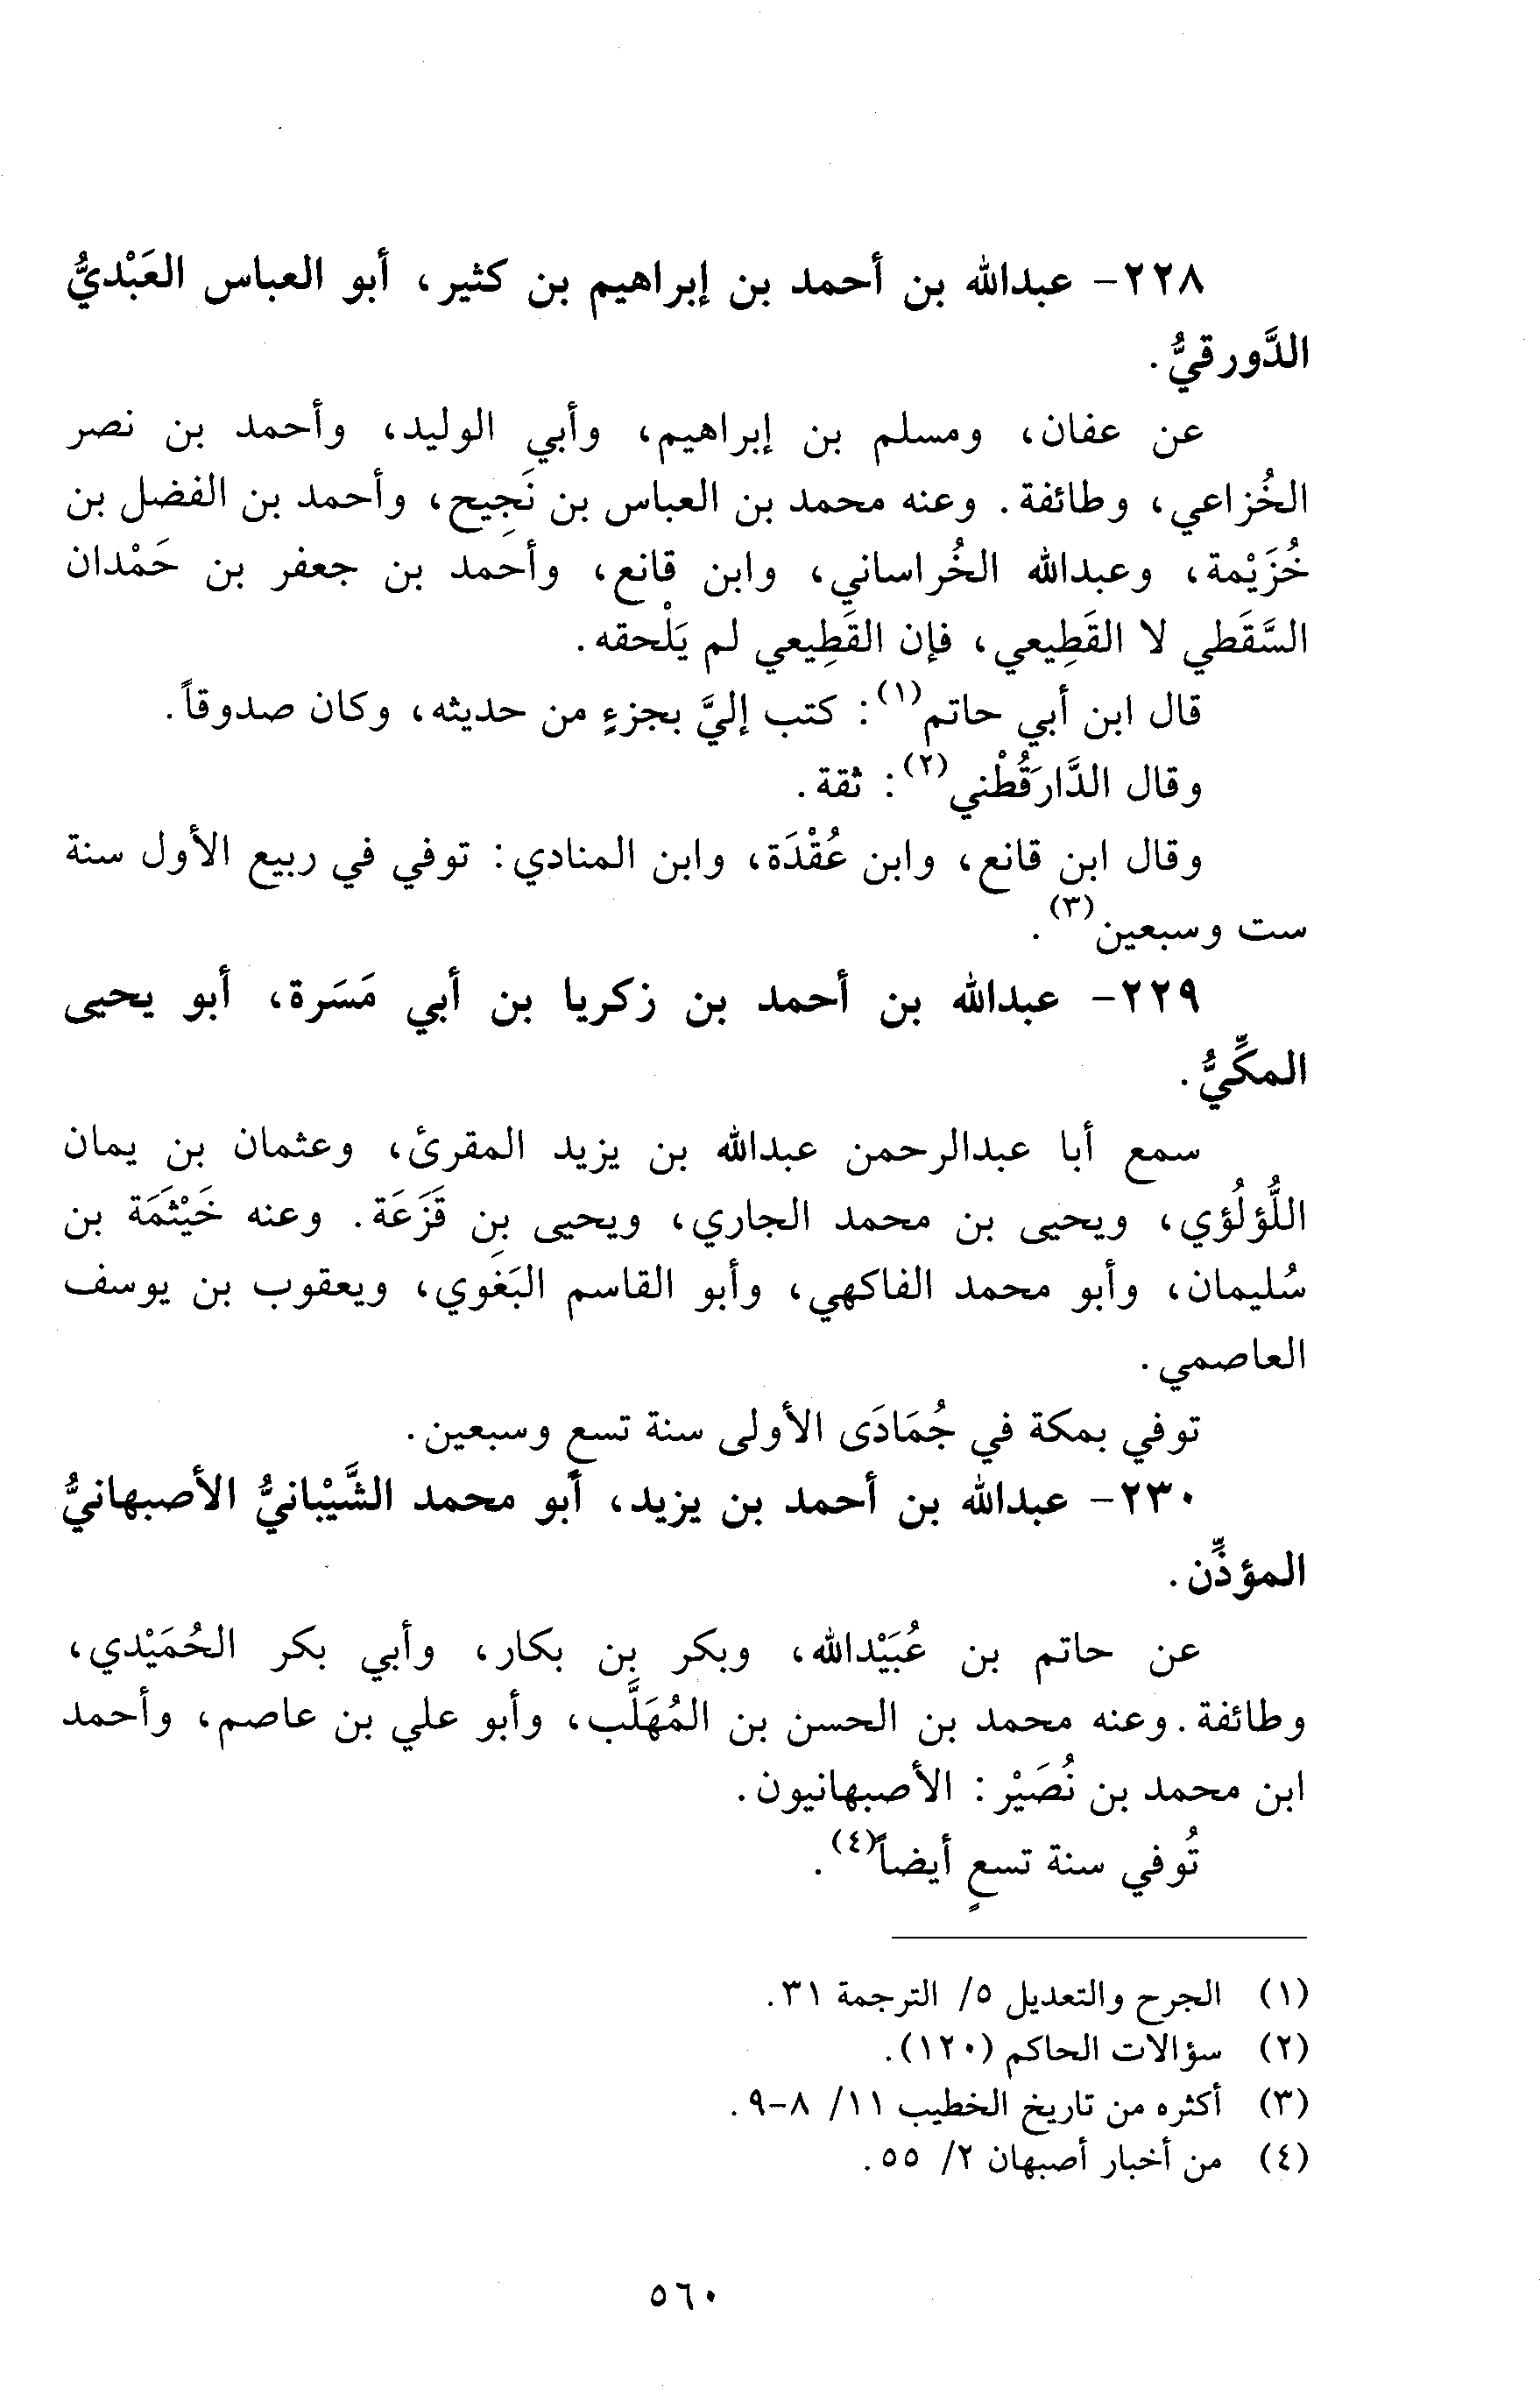 ٢٢٨- عبدالله بن أحمد بن إبراهيم بن كثير، أبو العباس العَبْديُّ
الدَّورقيُّ.
عن عفان، ومسلم بن إبراهيم، وأبي الوليد، وأحمد بن نصر
الخُزاعي، وطائفة. وعنه محمد بن العباس بن نَجِيح، وأحمد بن الفضل بن
خُزَيْمة، وعبدالله الخُراساني، وابن قانع، وأحمد بن جعفر بن حَمْدان
السَّقَطي لا القَطِيعي، فإن القَطِيعي لم يَلْحقه.
قال ابن أبي حاتم(١): كتب إليَّ بجزءٍ من حديثه، وكان صدوقاً.
وقال الدَّارَقُطْني(٢): ثقة.
وقال ابن قانع، وابن عُقْدَة، وابن المنادي: توفي في ربيع الأول سنة
ست وسبعين(٣).
٢٢٩- عبدالله بن أحمد بن زكريا بن أبي مَسَرة، أبو يحيى
المكِّيُّ.
سمع أبا عبدالرحمن عبدالله بن يزيد المقرئ، وعثمان بن يمان
اللُّؤلُؤي، ويحيى بن محمد الجاري، ويحيى بن قَزَعَة. وعنه خَيْثَمَة بن
سُليمان، وأبو محمد الفاكهي، وأبو القاسم البَغَوي، ويعقوب بن يوسف
العاصمي.
توفي بمكة في جُمَادَى الأولى سنة تسع وسبعين.
٢٣٠- عبدالله بن أحمد بن يزيد، أبو محمد الشَّيْبانيُّ الأصبهانيُّ
المؤذِّن.
عن حاتم بن عُبَيْدالله، وبكر بن بكار، وأبي بكر الحُمَيْدي،
وطائفة. وعنه محمد بن الحسن بن المُهَلَّب، وأبو علي بن عاصم، وأحمد
ابن محمد بن نُصَيْر: الأصبهانيون.
تُوفي سنة تسعٍ أيضاً(٤).
(١) الجرح والتعديل ٥/ الترجمة ٣١.
(٢) سؤالات الحاكم (١٢٠).
(٣) أكثره من تاريخ الخطيب ١١/ ٨-٩.
(٤) من أخبار أصبهان ٢/ ٥٥.
٥٦٠